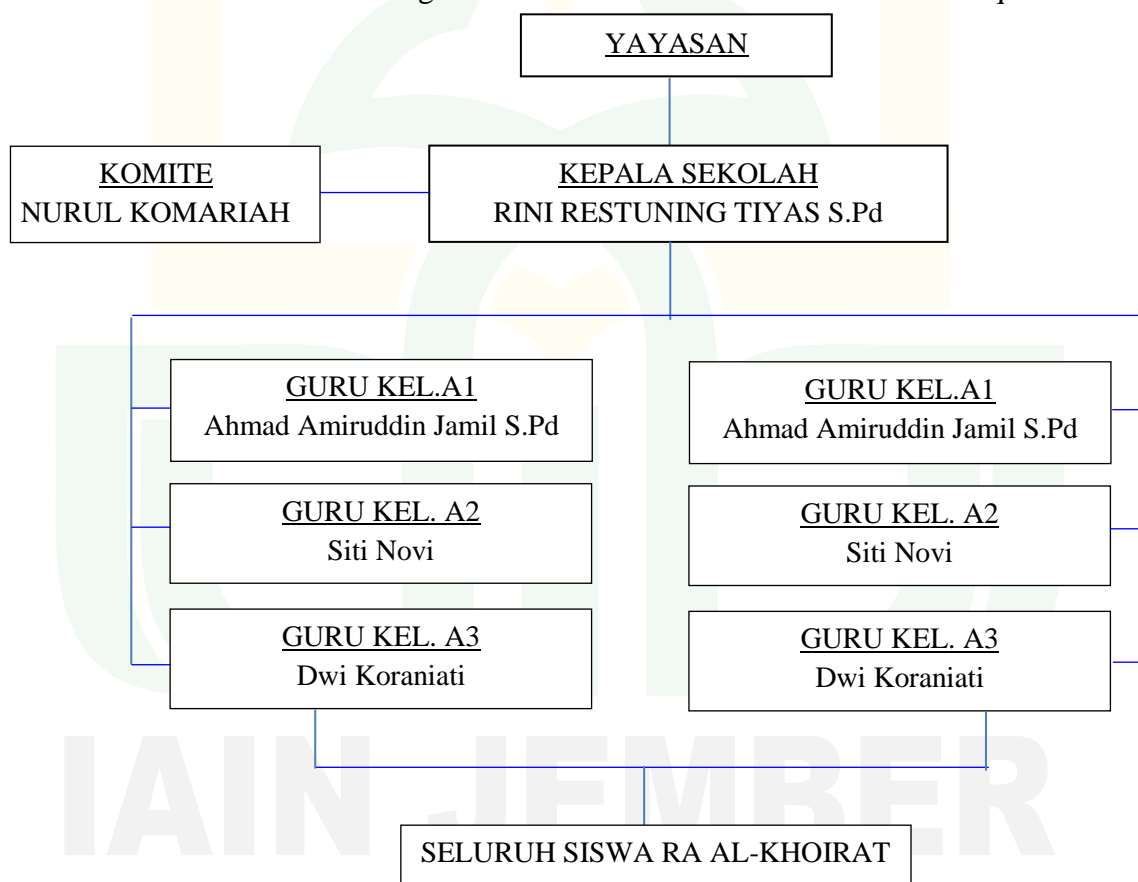 YAYASAN
KOMITE
NURUL KOMARIAH
KEPALA SEKOLAH
RINI RESTUNING TIYAS S.Pd
GURU KEL.A1
Ahmad Amiruddin Jamil S.Pd
GURU KEL. A2
Siti Novi
GURU KEL. A3
Dwi Koraniati
GURU KEL.A1
Ahmad Amiruddin Jamil S.Pd
GURU KEL. A2
Siti Novi
GURU KEL. A3
Dwi Koraniati
IAIN JEMBER
SELURUH SISWA RA AL-KHOIRAT